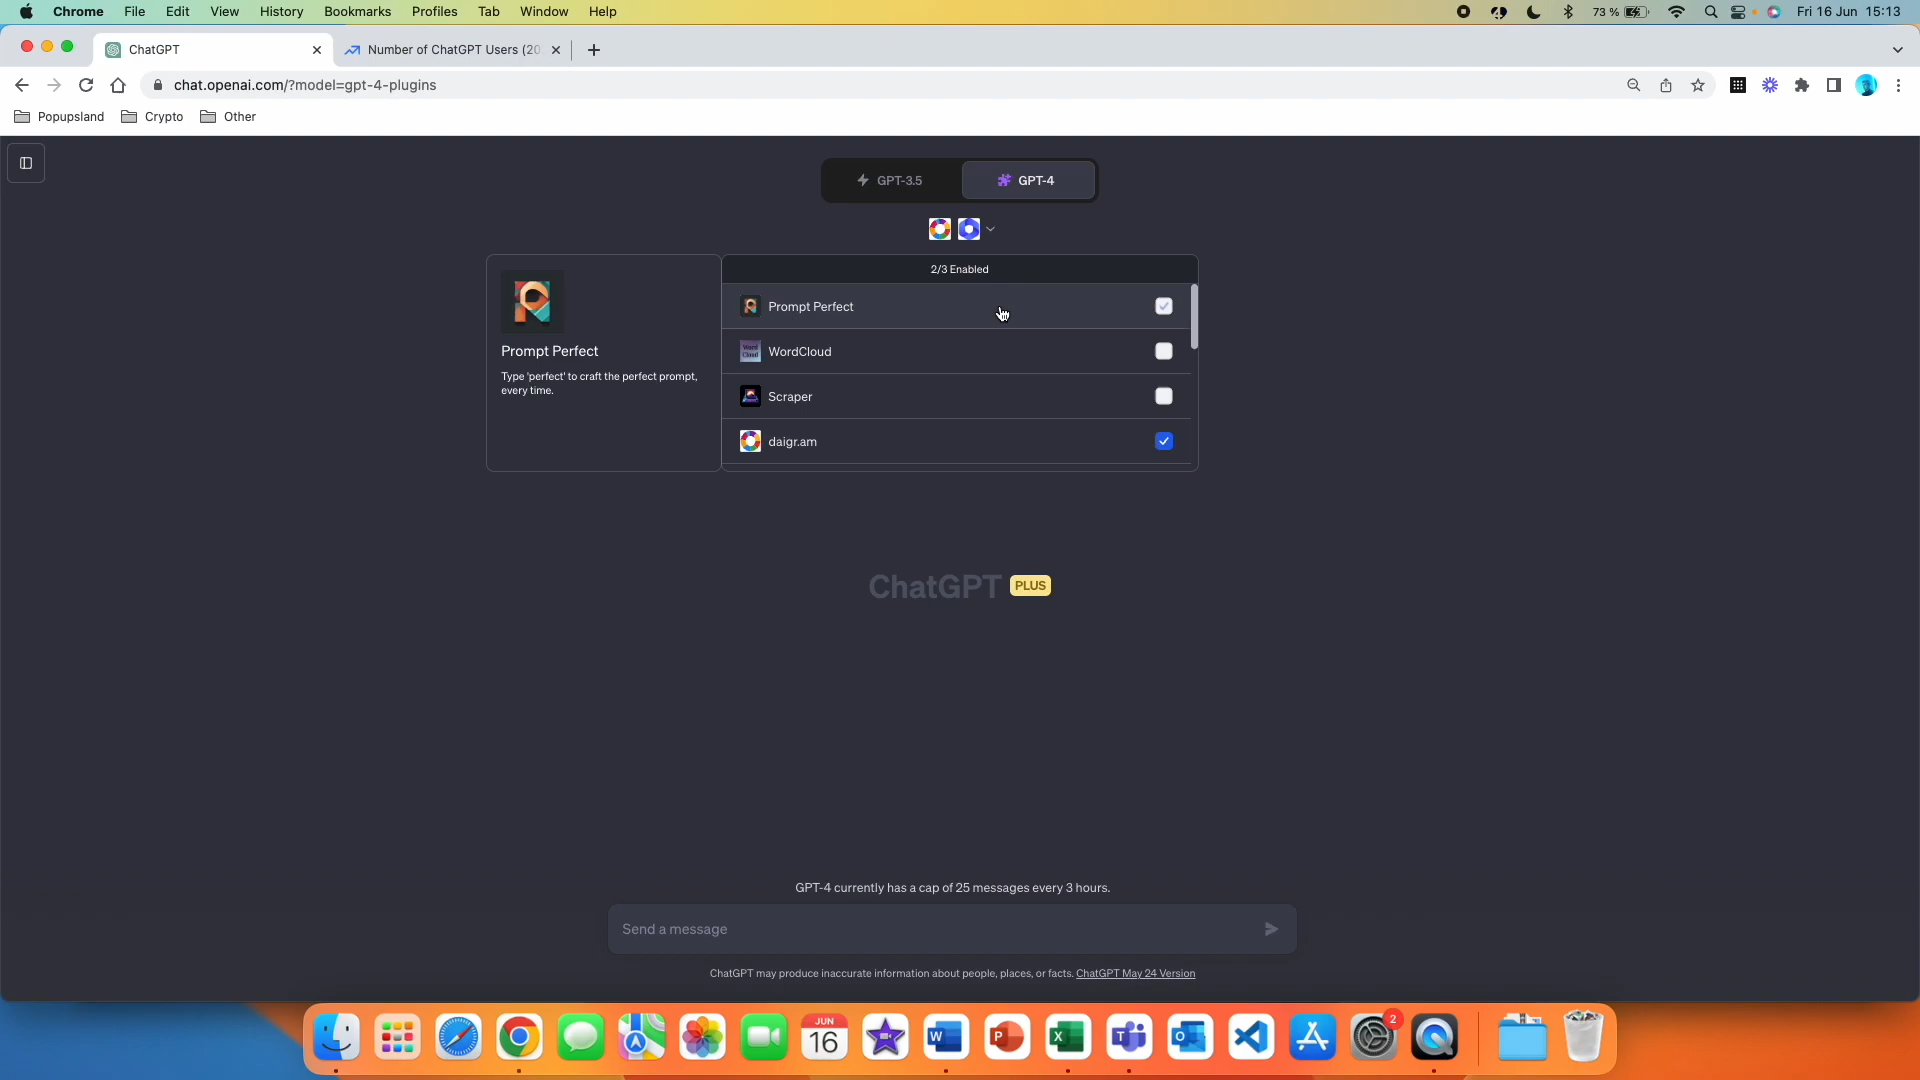 Chrome File Edit View History Bookmarks Profiles Tab Window Help 73 % Fri 16 Jun 15:13
ChatGPT Number of ChatGPT Users (20
chat.openai.com/?model=gpt-4-plugins
Popupsland Crypto Other
GPT-3.5 GPT-4
2/3 Enabled
Prompt Perfect
WordCloud
Scraper
daigr.am
Prompt Perfect
Type 'perfect' to craft the perfect prompt,
every time.
ChatGPT PLUS
GPT-4 currently has a cap of 25 messages every 3 hours.
Send a message
ChatGPT may produce inaccurate information about people, places, or facts. ChatGPT May 24 Version
JUN
16
2